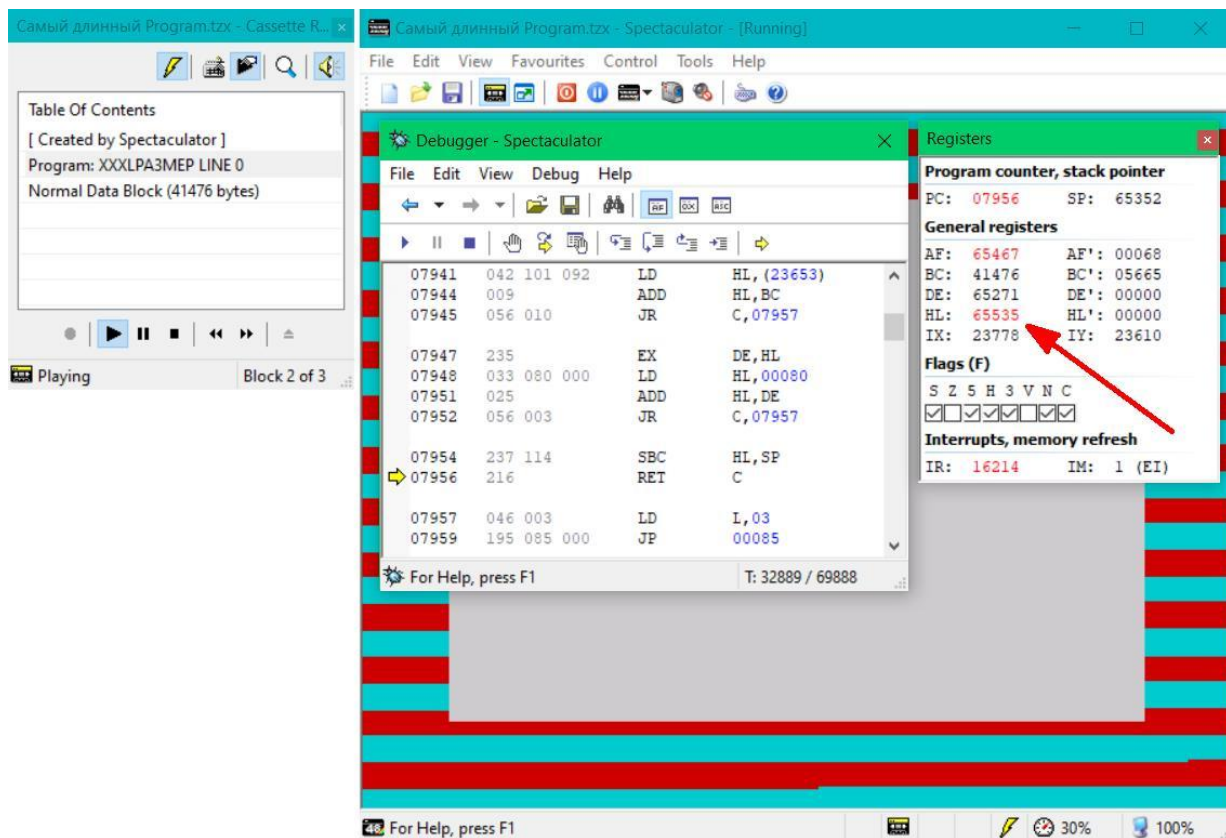 Самый длинный Program.tzx - Cassette R...
Table Of Contents
[ Created by Spectaculator ]
Program: XXXLPA3MEP LINE 0
Normal Data Block (41476 bytes)
Playing
Block 2 of 3
Самый длинный Program.tzx - Spectaculator - [Running]
File Edit View Favourites Control Tools Help
Debugger - Spectaculator
File Edit View Debug Help
07941 042 101 092 LD HL,(23653)
07944 009 ADD HL,BC
07945 056 010 JR C,07957
07947 235 EX DE,HL
07948 033 080 000 LD HL,00080
07951 025 ADD HL,DE
07952 056 003 JR C,07957
07954 237 114 SBC HL,SP
07956 216 RET C
07957 046 003 LD L,03
07959 195 085 000 JP 00085
For Help, press F1
T: 32889 / 69888
Registers
Program counter, stack pointer
PC: 07956 SP: 65352
General registers
AF: 65467 AF': 00068
BC: 41476 BC': 05665
DE: 65271 DE': 00000
HL: 65535 HL': 00000
IX: 23778 IY: 23610
Flags (F)
S Z 5 H 3 V N C
Interrupts, memory refresh
IR: 16214 IM: 1 (EI)
For Help, press F1
30%
100%